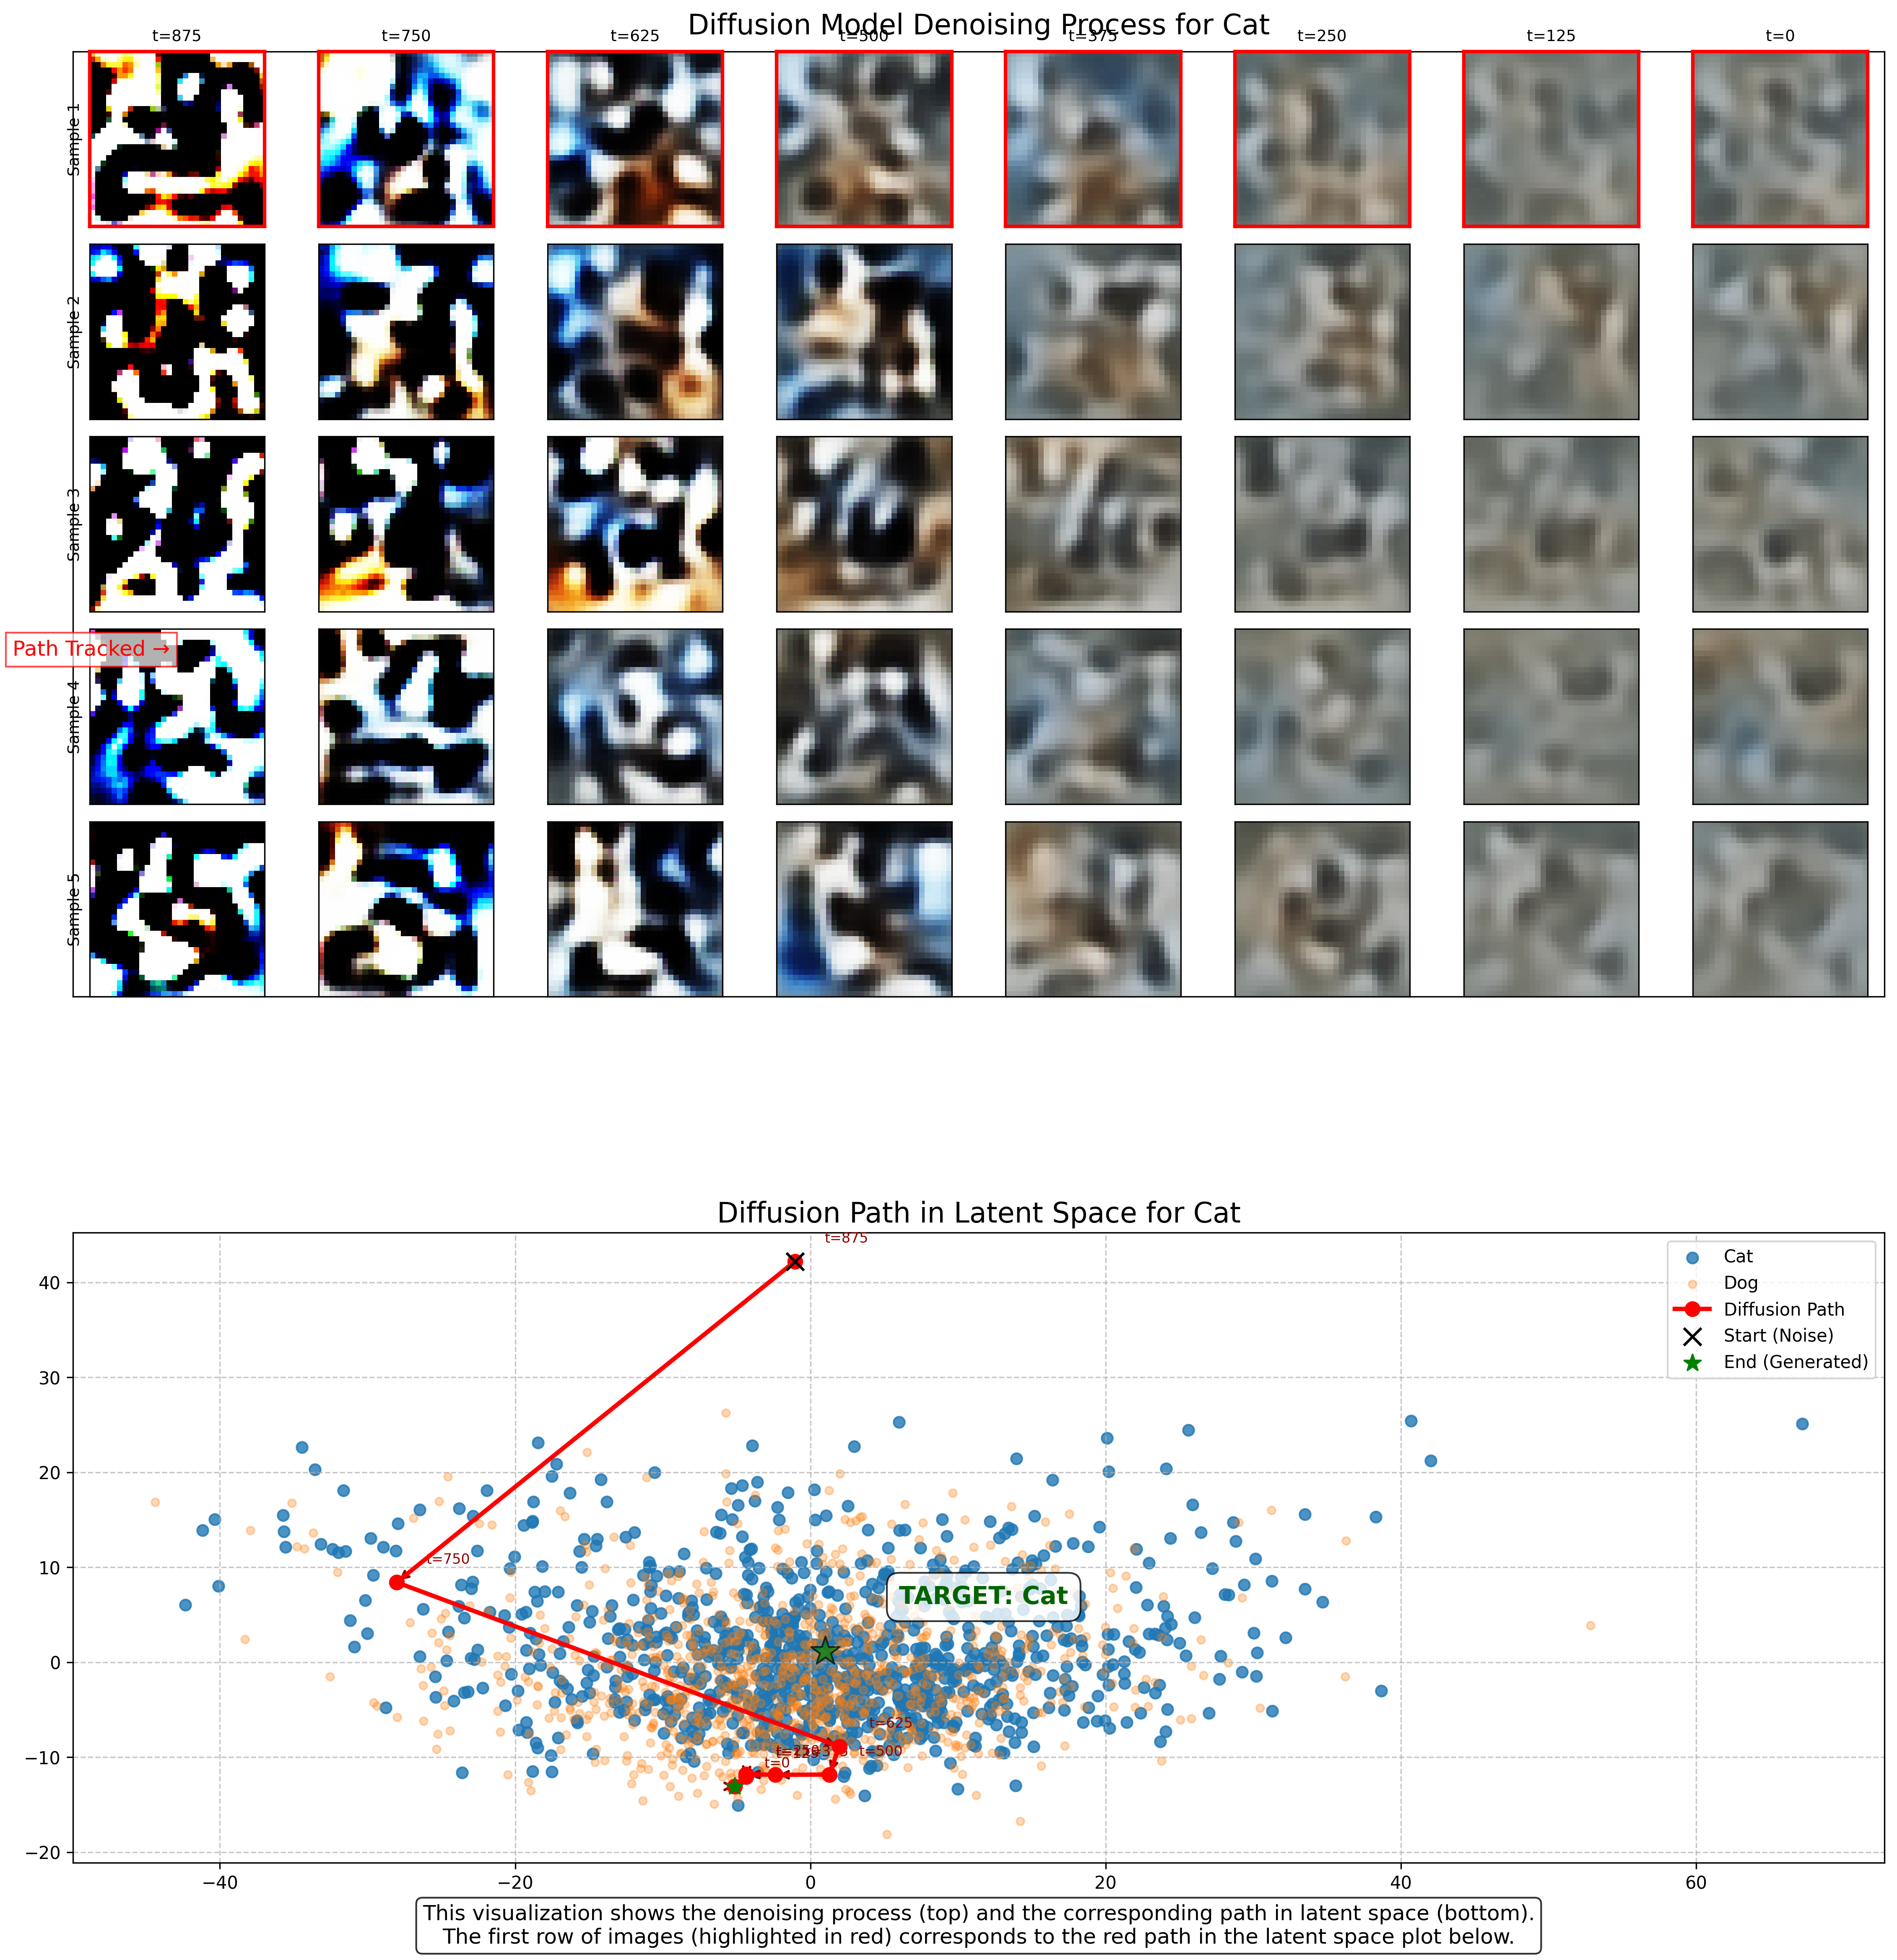 Diffusion Model Denoising Process for Cat
t=875
t=750
t=625
t=500
t=375
t=250
t=125
t=0
Sample 1
Sample 2
Sample 3
Path Tracked →
Sample 4
Sample 5
Diffusion Path in Latent Space for Cat
t=875
Cat
Dog
Diffusion Path
Start (Noise)
End (Generated)
t=750
TARGET: Cat
t=625
t=500
t=0
40
30
20
10
0
−10
−20
−40
−20
0
20
40
60
This visualization shows the denoising process (top) and the corresponding path in latent space (bottom).
The first row of images (highlighted in red) corresponds to the red path in the latent space plot below.